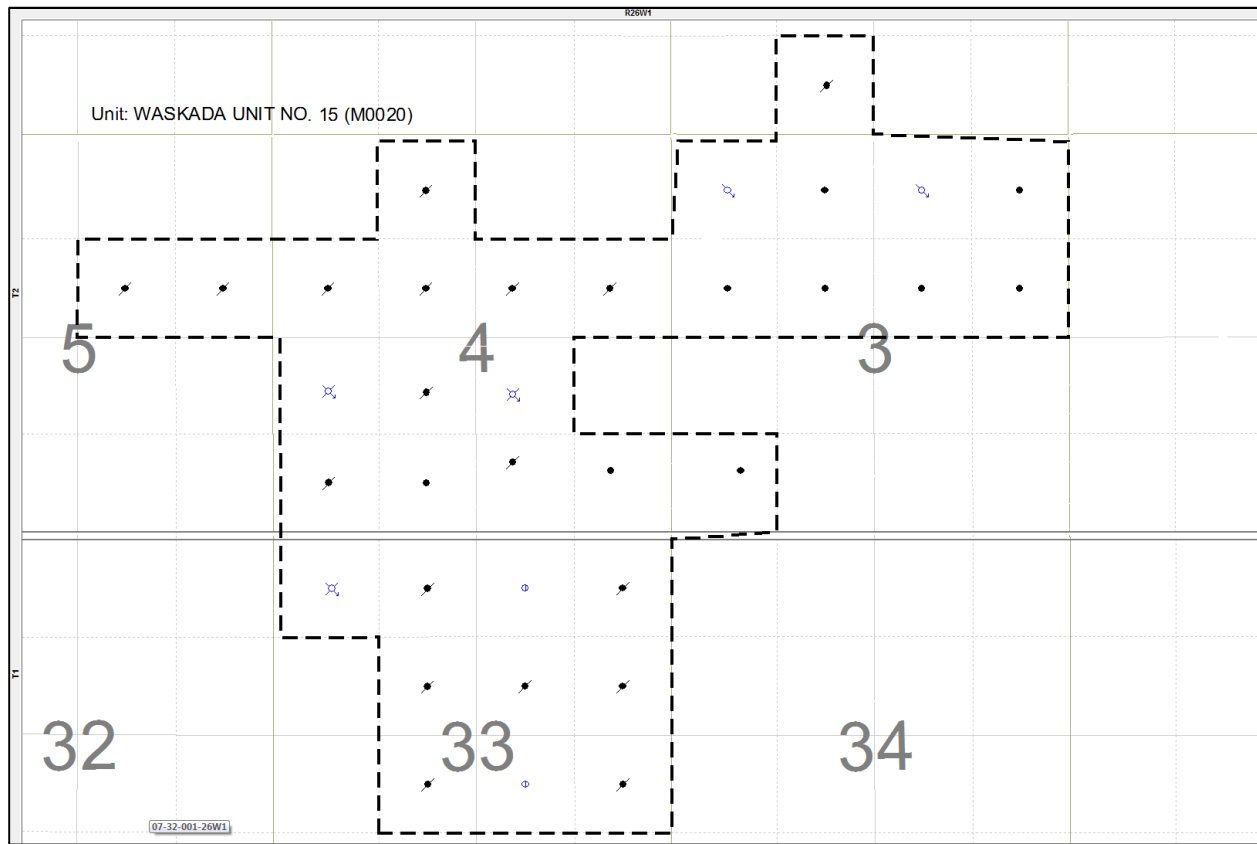 R26W1
Unit: WASKADA UNIT NO. 15 (M0020)
T2
5
4
3
T1
32
33
34
07-32-001-26W1